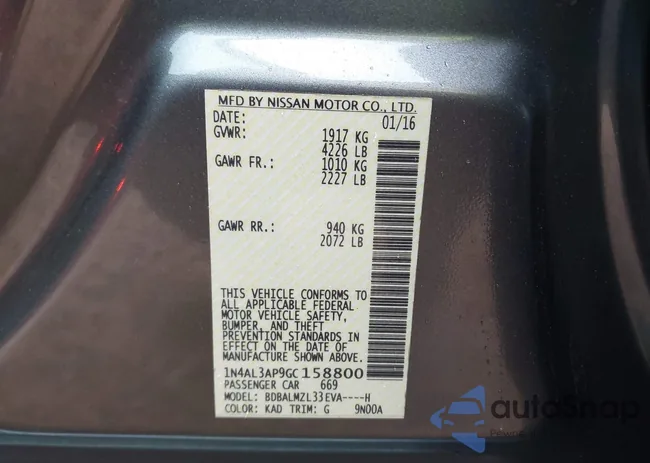 MFD BY NISSAN MOTOR CO., LTD.
DATE: 01/16
GVWR: 1917 KG
4226 LB
GAWR FR.: 1010 KG
2227 LB
GAWR RR.: 940 KG
2072 LB
THIS VEHICLE CONFORMS TO
ALL APPLICABLE FEDERAL
MOTOR VEHICLE SAFETY,
BUMPER, AND THEFT
PREVENTION STANDARDS IN
EFFECT ON THE DATE OF
MANUFACTURE SHOWN ABOVE.
1N4AL3AP9GC158800
PASSENGER CAR 669
MODEL: BDBALMZL33EVA----H
COLOR: KAD TRIM: G 9N00A
autoSnap
Powered